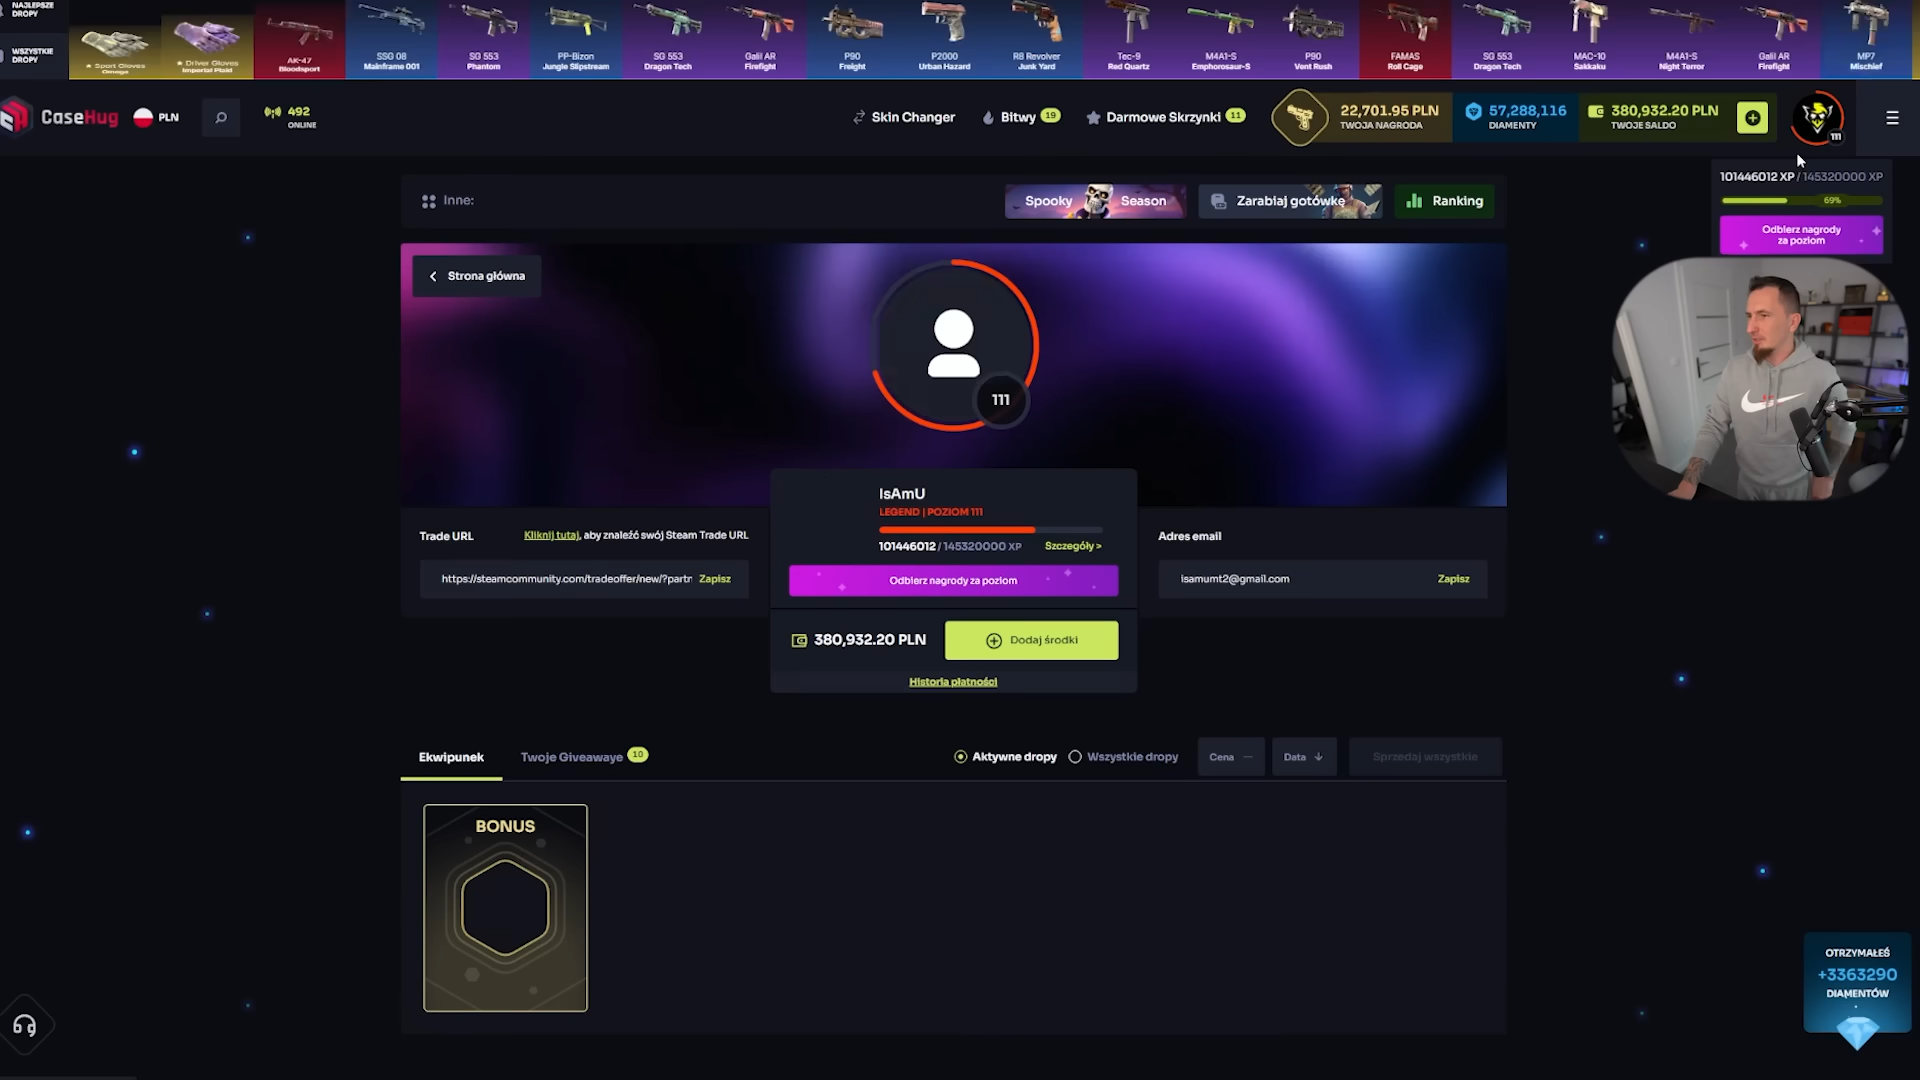 NAJLEPSZE
DROPY
WSZYSTKIE
DROPY
★ Sport Gloves
Omega
★ Driver Gloves
Imperial Plaid
AK-47
Bloodsport
SSG 08
Mainframe 001
SG 553
Phantom
PP-Bizon
Jungle Slipstream
SG 553
Dragon Tech
Galil AR
Firefight
P90
Freight
P2000
Urban Hazard
R8 Revolver
Junk Yard
Tec-9
Red Quartz
M4A1-S
Emphorosaur-S
P90
Vent Rush
FAMAS
Roll Cage
SG 553
Dragon Tech
MAC-10
Sakkaku
M4A1-S
Night Terror
Galil AR
Firefight
MP7
Mischief
CaseHug
PLN
492
ONLINE
Skin Changer
Bitwy 19
Darmowe Skrzynki 11
22,701.95 PLN
TWOJA NAGRODA
57,288,116
DIAMENTY
380,932.20 PLN
TWOJE SALDO
111
101446012 XP / 145320000 XP
69%
Odbierz nagrody
za poziom
Inne:
Spooky Season
Zarabiaj gotówkę
Ranking
Strona główna
111
IsAmU
LEGEND | POZIOM 111
101446012 / 145320000 XP
Szczegóły >
Odbierz nagrody za poziom
380,932.20 PLN
Dodaj środki
Historia płatności
Trade URL
Kliknij tutaj, aby znaleźć swój Steam Trade URL
https://steamcommunity.com/tradeoffer/new/?partn
Zapisz
Adres email
isamumt2@gmail.com
Zapisz
Ekwipunek
Twoje Giveawaye 10
Aktywne dropy
Wszystkie dropy
Cena —
Data ↓
Sprzedaj wszystkie
BONUS
OTRZYMAŁEŚ
+3363290
DIAMENTÓW